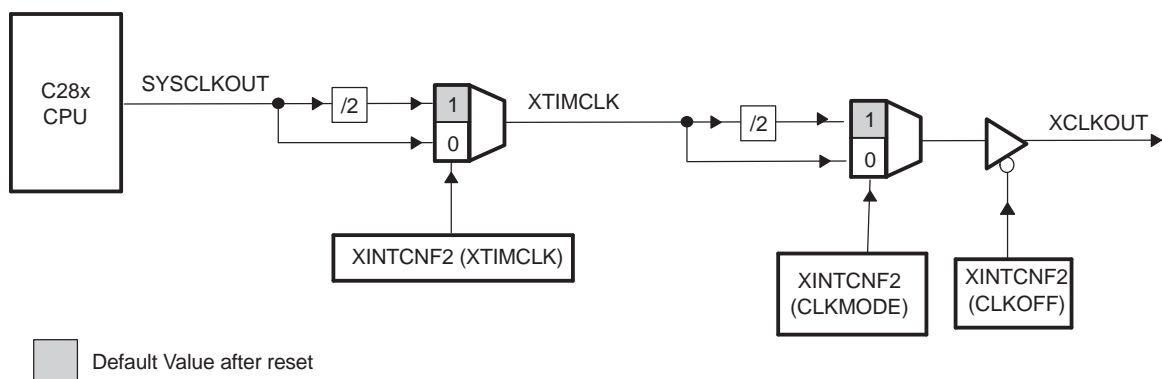 C28x
CPU
SYSCLKOUT
/2
1
0
XTIMCLK
/2
1
0
XCLKOUT
XINTCNF2 (XTIMCLK)
XINTCNF2
(CLKMODE)
XINTCNF2
(CLKOFF)
Default Value after reset